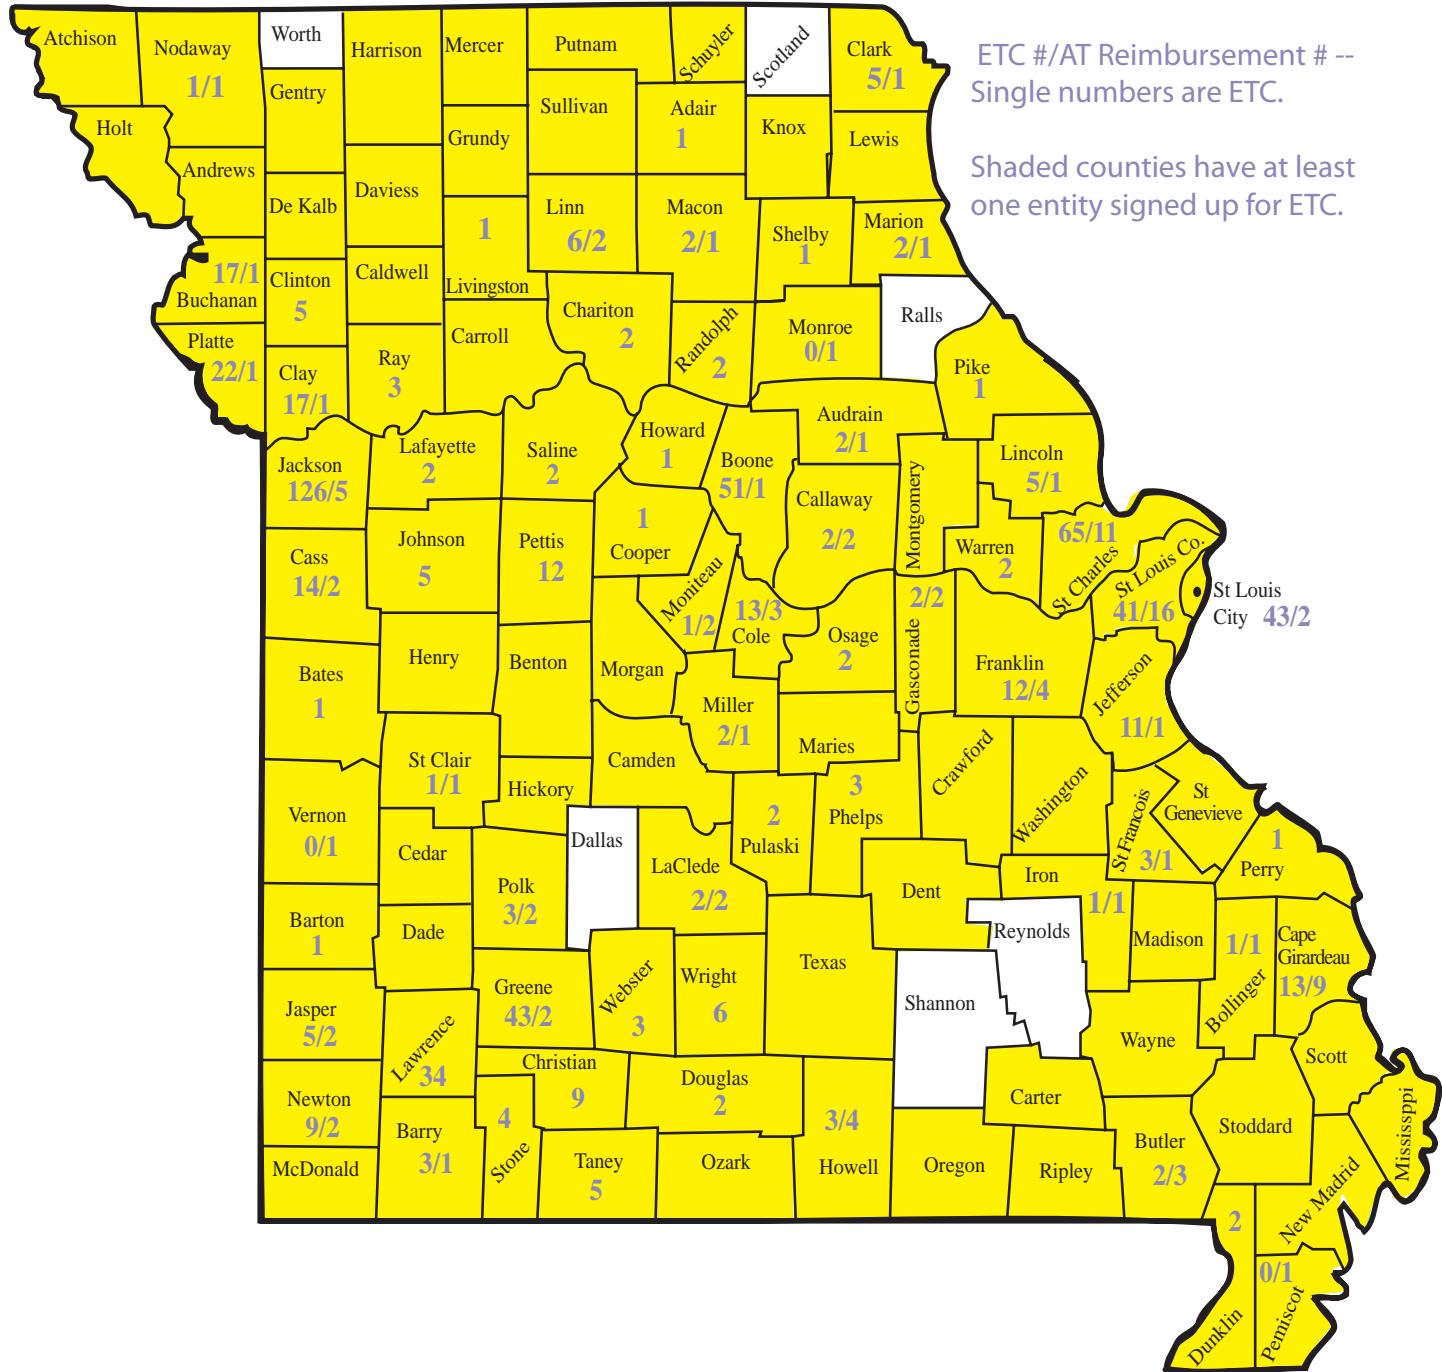 ETC #/AT Reimbursement # --
Single numbers are ETC.
Shaded counties have at least
one entity signed up for ETC.
Atchison
Nodaway
1/1
Worth
Harrison
Mercer
Putnam
Schuyler
Scotland
Clark
5/1
Holt
Andrews
Gentry
De Kalb
Daviess
Grundy
Sullivan
Adair
1
Knox
Lewis
1
Livingston
Linn
6/2
Macon
2/1
Shelby
1
Marion
2/1
17/1
Buchanan
Clinton
5
Caldwell
Platte
22/1
Clay
17/1
Ray
3
Carroll
Chariton
2
Randolph
2
Monroe
0/1
Ralls
Pike
1
Jackson
126/5
Lafayette
2
Saline
2
Howard
1
Boone
51/1
Audrain
2/1
Callaway
2/2
Montgomery
Lincoln
5/1
Warren
2
65/11
St Charles
St Louis Co.
41/16
St Louis
City 43/2
Cass
14/2
Johnson
5
Pettis
12
1
Cooper
Moniteau
1/2
13/3
Cole
Osage
2
2/2
Gasconade
Franklin
12/4
Jefferson
11/1
Bates
1
Henry
Benton
Morgan
Miller
2/1
Maries
Crawford
Washington
St
Genevieve
St Francois
3/1
1
Perry
Vernon
0/1
St Clair
1/1
Hickory
Camden
2
Pulaski
3
Phelps
Cedar
Polk
3/2
Dallas
LaClede
2/2
Dent
Iron
1/1
Reynolds
Madison
1/1
Bollinger
Cape
Girardeau
13/9
Barton
1
Dade
Greene
43/2
Webster
3
Wright
6
Texas
Shannon
Wayne
Scott
Jasper
5/2
Lawrence
34
Christian
9
Douglas
2
3/4
Howell
Carter
Stoddard
Mississppi
Newton
9/2
Barry
3/1
4
Stone
Taney
5
Ozark
Oregon
Ripley
Butler
2/3
New Madrid
McDonald
2
Dunklin
0/1
Pemiscot